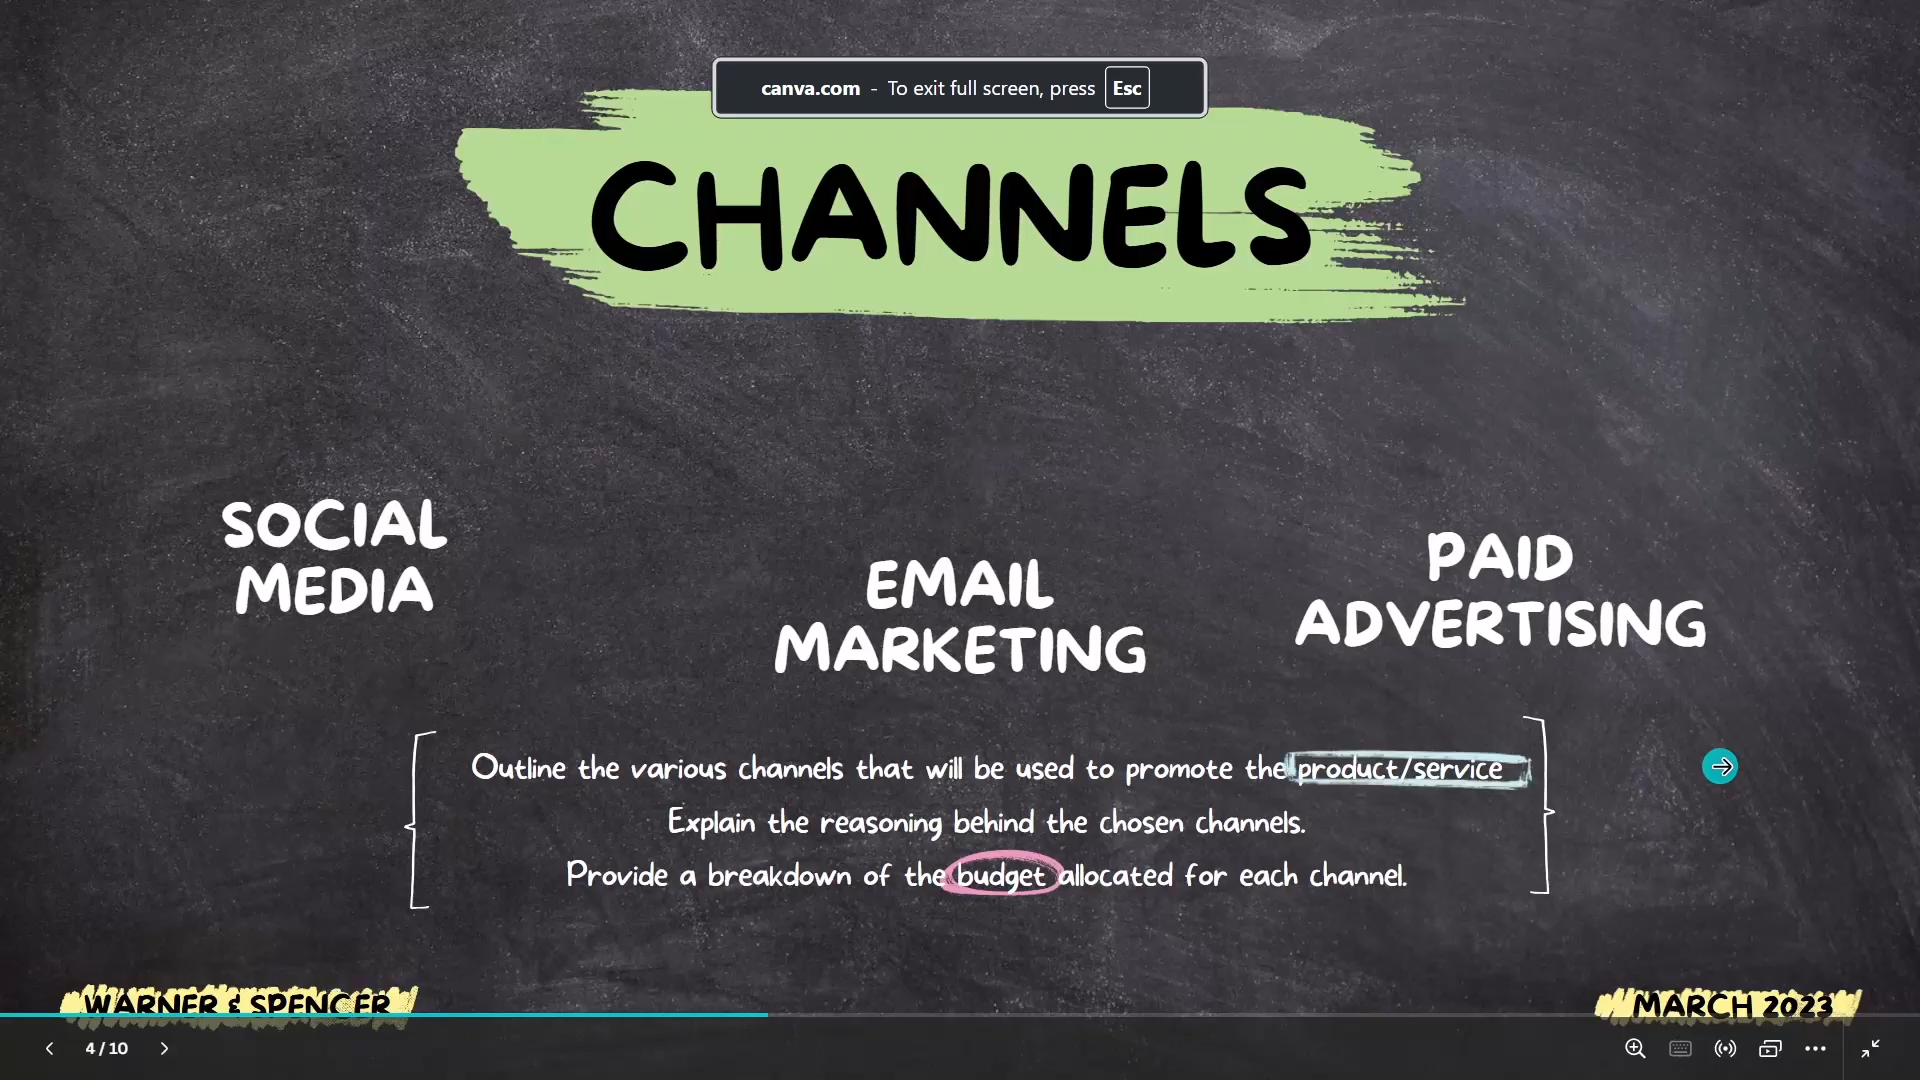 canva.com - To exit full screen, press Esc
CHANNELS
SOCIAL
MEDIA
EMAIL
MARKETING
PAID
ADVERTISING
Outline the various channels that will be used to promote the product/service
Explain the reasoning behind the chosen channels.
Provide a breakdown of the budget allocated for each channel.
WARNER & SPENCER
MARCH 2023
4 / 10